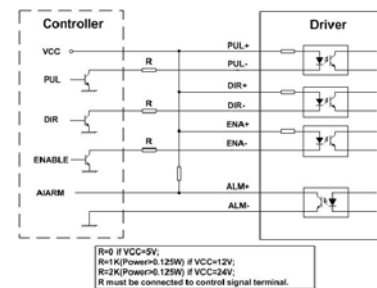 Controller
Driver
VCC
PUL
DIR
ENABLE
AlARM
R
R
R
PUL+
PUL-
DIR+
DIR-
ENA+
ENA-
ALM+
ALM-
R=0 if VCC=5V;
R=1K(Power>0.125W) if VCC=12V;
R=2K(Power>0.125W) if VCC=24V;
R must be connected to control signal terminal.